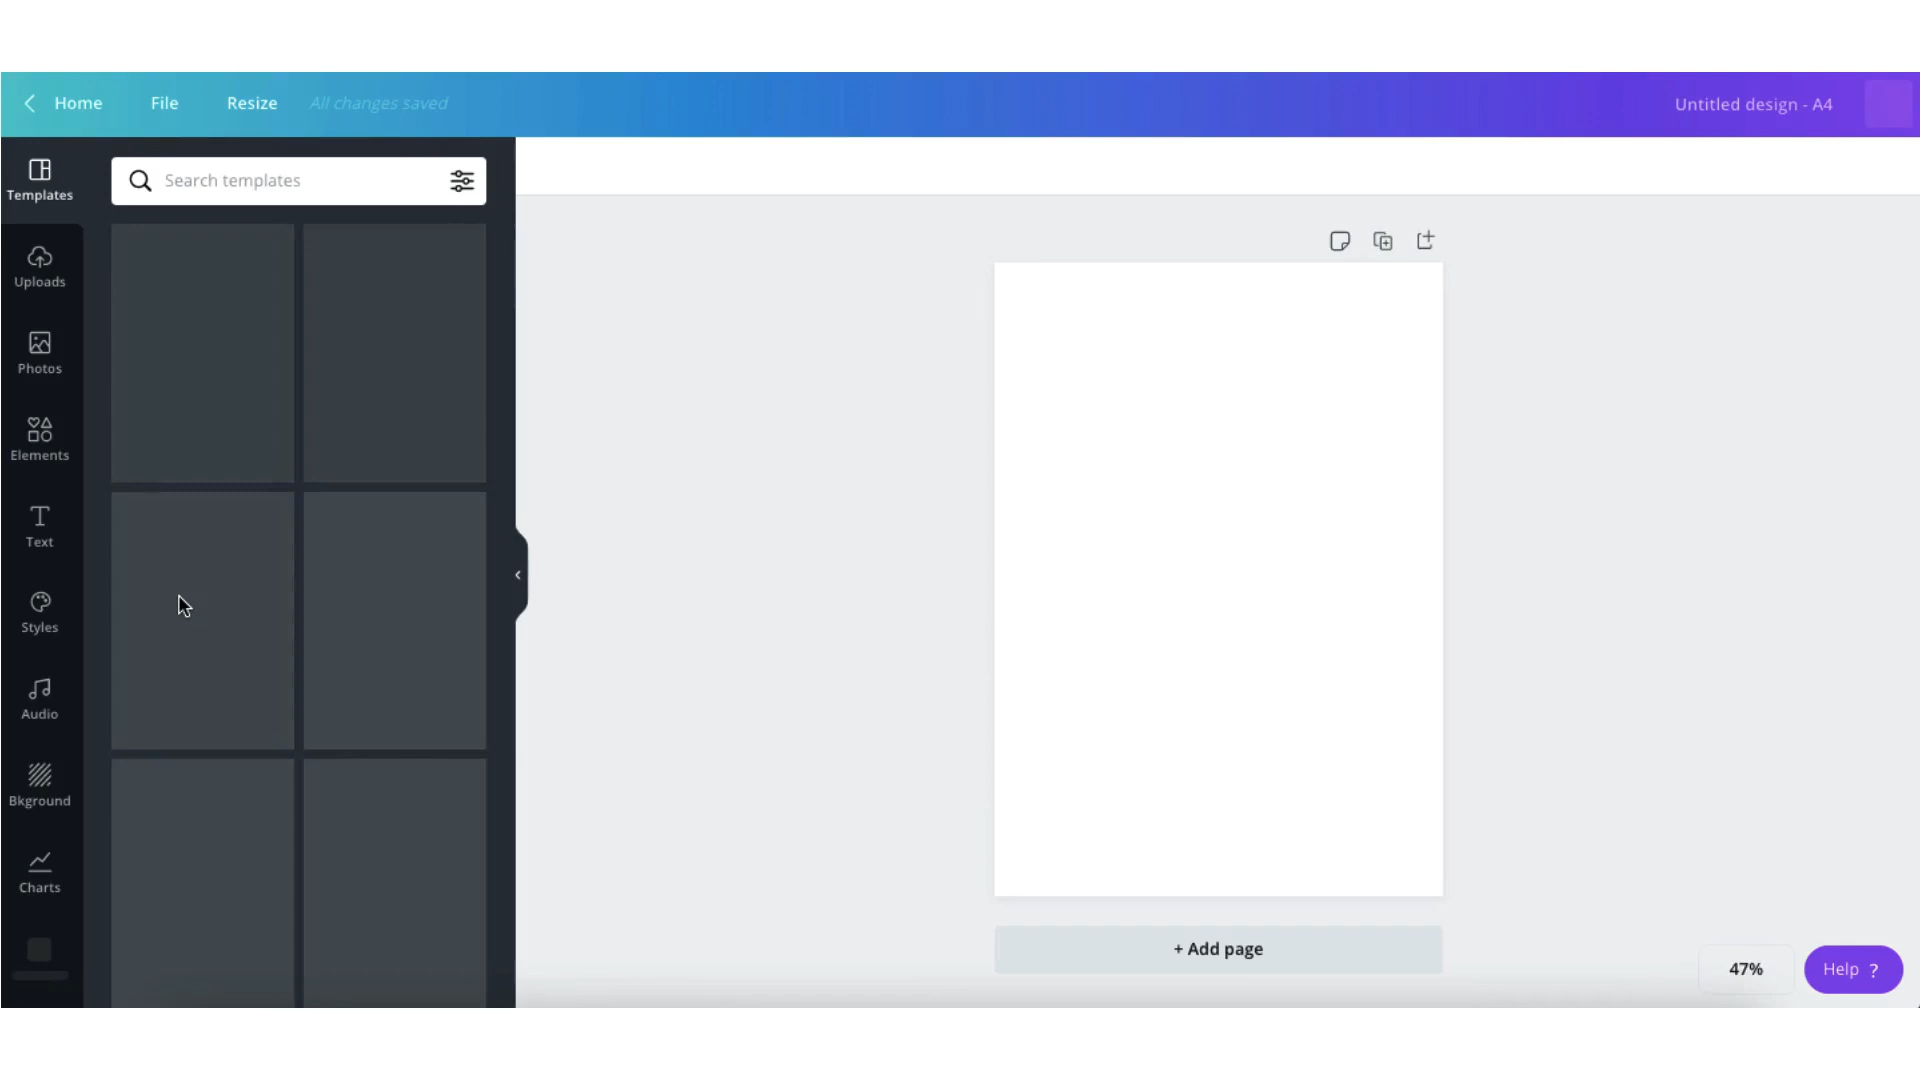 Home File Resize All changes saved Untitled design - A4
Templates
Search templates
Uploads
Photos
Elements
Text
Styles
Audio
Bkground
Charts
+ Add page
47% Help ?